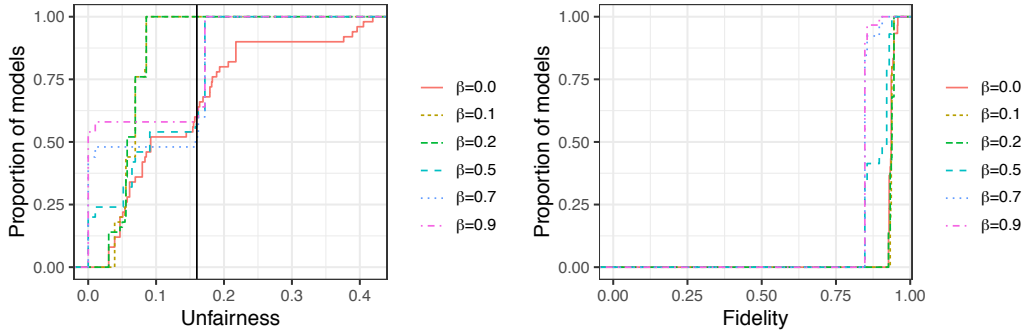 Proportion of models
1.00
0.75
0.50
0.25
0.00
0.0 0.1 0.2 0.3 0.4
Unfairness
β=0.0
β=0.1
β=0.2
β=0.5
β=0.7
β=0.9
Proportion of models
1.00
0.75
0.50
0.25
0.00
0.00 0.25 0.50 0.75 1.00
Fidelity
β=0.0
β=0.1
β=0.2
β=0.5
β=0.7
β=0.9